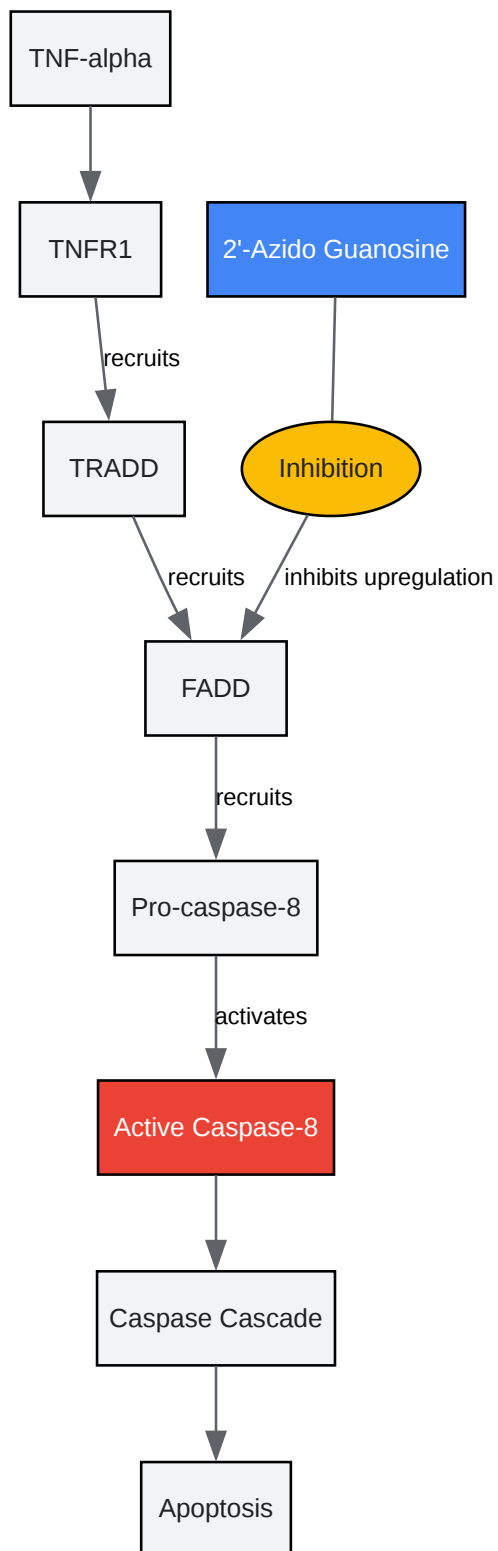 TNF-alpha
TNFR1
2'-Azido Guanosine
recruits
TRADD
Inhibition
recruits
inhibits upregulation
FADD
recruits
Pro-caspase-8
activates
Active Caspase-8
Caspase Cascade
Apoptosis